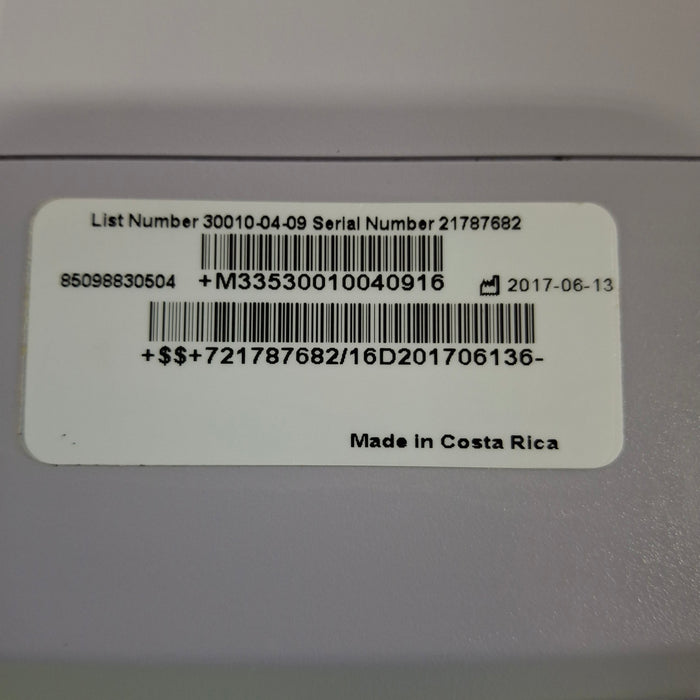 List Number 30010-04-09 Serial Number 21787682
85098830504 +M33530010040916 2017-06-13
+$$+721787682/16D201706136-
Made in Costa Rica